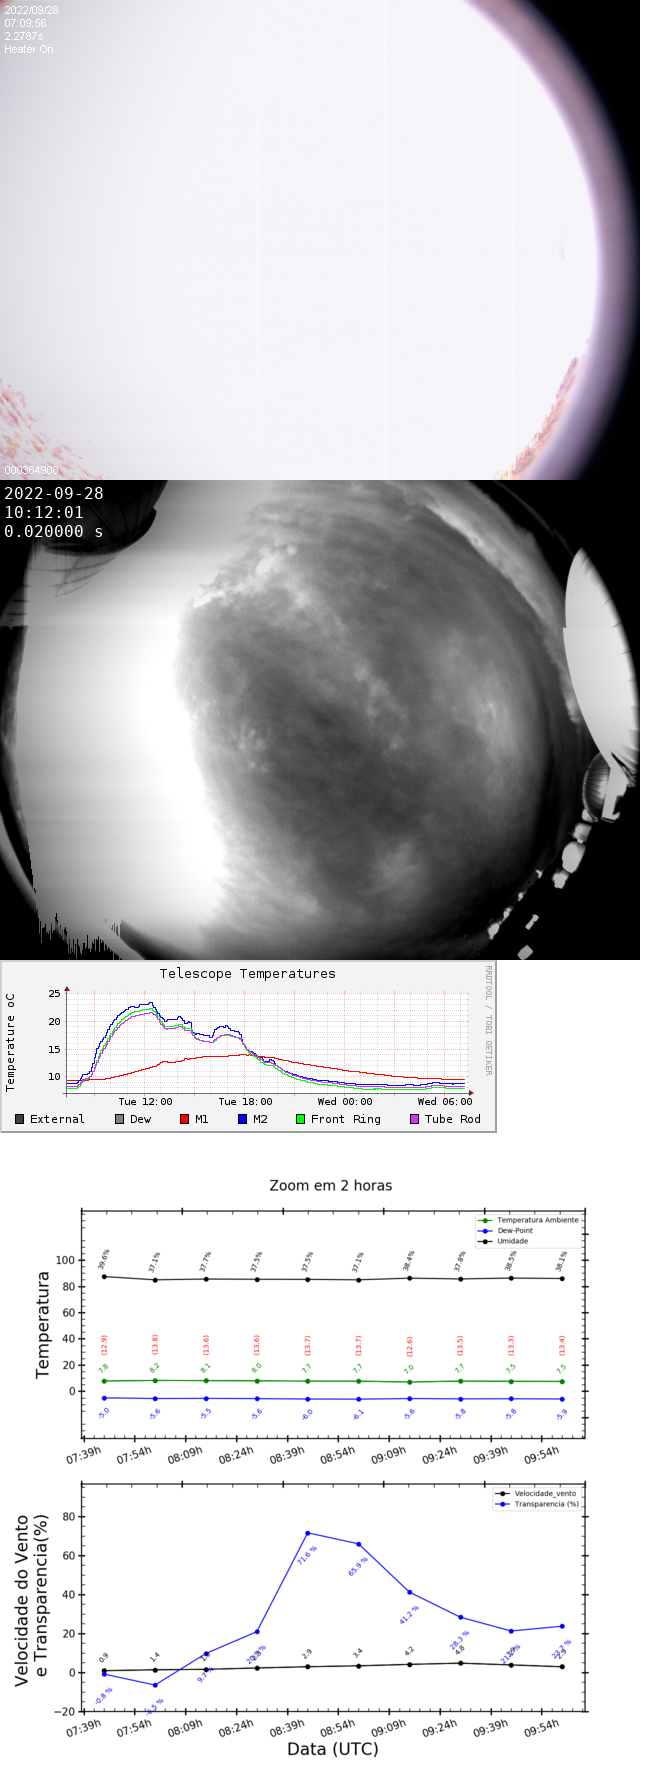 2022/09/28
07:09:56
2.2787s
Heater On
000364908
2022-09-28
10:12:01
0.020000 s
Telescope Temperatures
RRDTOOL / TOBI OETIKER
Temperature oC
25
20
15
10
Tue 12:00 Tue 18:00 Wed 00:00 Wed 06:00
External Dew M1 M2 Front Ring Tube Rod
Zoom em 2 horas
Temperatura Ambiente
Dew-Point
Umidade
Temperatura
100
80
60
40
20
0
39.6% 37.1% 37.7% 37.5% 37.5% 37.1% 38.4% 37.8% 38.5% 38.1%
(12.9) (13.8) (13.6) (13.6) (13.7) (13.7) (12.6) (13.5) (13.3) (13.4)
7.8 8.2 8.1 8.0 7.7 7.7 7.0 7.7 7.5 7.5
-5.0 -5.6 -5.5 -5.6 -6.0 -6.1 -5.6 -5.8 -5.8 -5.9
07:39h 07:54h 08:09h 08:24h 08:39h 08:54h 09:09h 09:24h 09:39h 09:54h
Velocidade_vento
Transparencia (%)
Velocidade do Vento
e Transparencia(%)
80
60
40
20
0
−20
71.6 % 65.9 % 41.2 % 28.3 %
0.9 1.4 2.9 3.4 4.2 4.8
-0.8 %
07:39h 07:54h 08:09h 08:24h 08:39h 08:54h 09:09h 09:24h 09:39h 09:54h
Data (UTC)